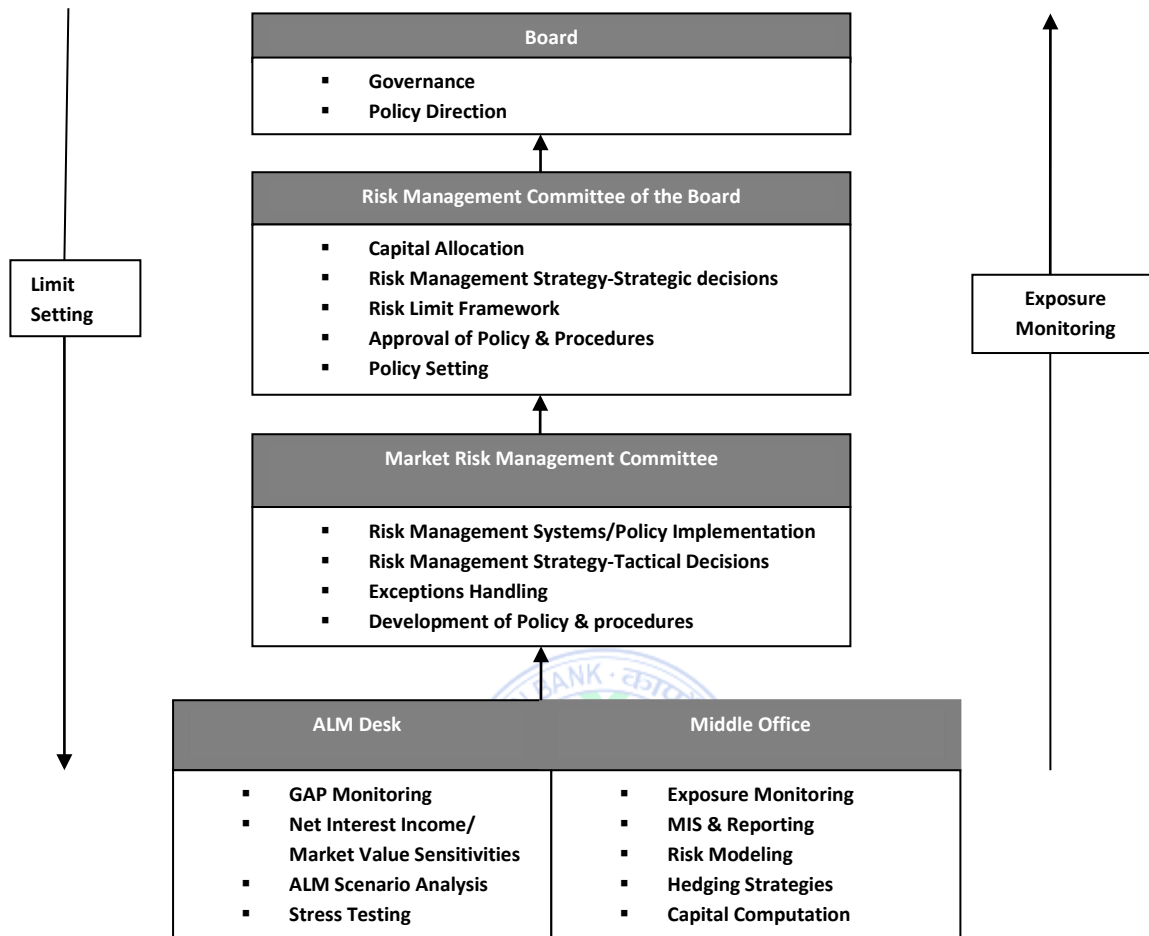 Board
▪ Governance
▪ Policy Direction
Risk Management Committee of the Board
▪ Capital Allocation
▪ Risk Management Strategy-Strategic decisions
▪ Risk Limit Framework
▪ Approval of Policy & Procedures
▪ Policy Setting
Limit
Setting
Exposure
Monitoring
Market Risk Management Committee
▪ Risk Management Systems/Policy Implementation
▪ Risk Management Strategy-Tactical Decisions
▪ Exceptions Handling
▪ Development of Policy & procedures
BANK
ALM Desk
▪ GAP Monitoring
▪ Net Interest Income/
Market Value Sensitivities
▪ ALM Scenario Analysis
▪ Stress Testing
Middle Office
▪ Exposure Monitoring
▪ MIS & Reporting
▪ Risk Modeling
▪ Hedging Strategies
▪ Capital Computation